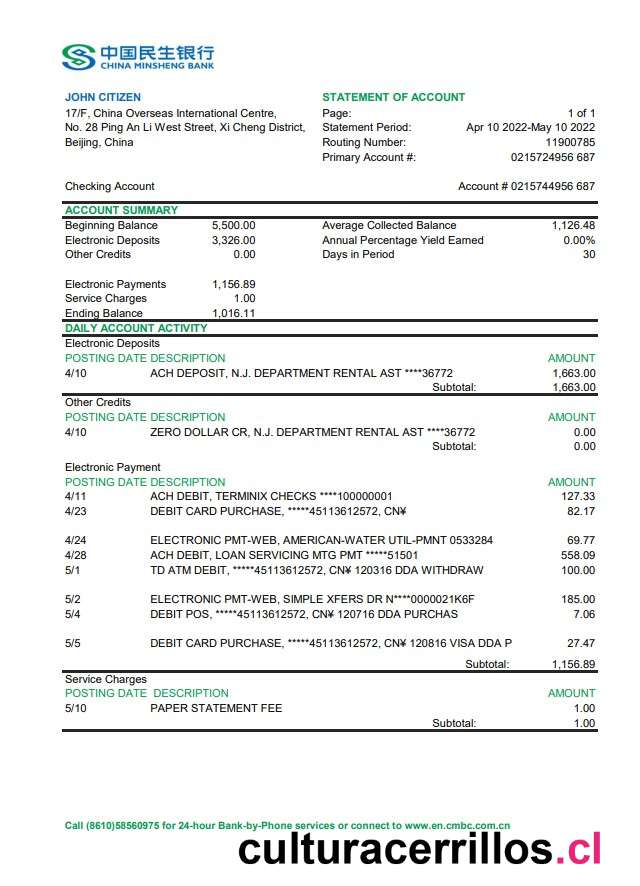 中国民生银行
CHINA MINSHENG BANK
JOHN CITIZEN STATEMENT OF ACCOUNT
17/F, China Overseas International Centre, Page: 1 of 1
No. 28 Ping An Li West Street, Xi Cheng District, Statement Period: Apr 10 2022-May 10 2022
Beijing, China Routing Number: 11900785
Primary Account #: 0215724956 687
Checking Account Account # 0215744956 687
ACCOUNT SUMMARY
Beginning Balance 5,500.00 Average Collected Balance 1,126.48
Electronic Deposits 3,326.00 Annual Percentage Yield Earned 0.00%
Other Credits 0.00 Days in Period 30
Electronic Payments 1,156.89
Service Charges 1.00
Ending Balance 1,016.11
DAILY ACCOUNT ACTIVITY
Electronic Deposits
POSTING DATE DESCRIPTION AMOUNT
4/10 ACH DEPOSIT, N.J. DEPARTMENT RENTAL AST ****36772 1,663.00
Subtotal: 1,663.00
Other Credits
POSTING DATE DESCRIPTION AMOUNT
4/10 ZERO DOLLAR CR, N.J. DEPARTMENT RENTAL AST ****36772 0.00
Subtotal: 0.00
Electronic Payment
POSTING DATE DESCRIPTION AMOUNT
4/11 ACH DEBIT, TERMINIX CHECKS ****100000001 127.33
4/23 DEBIT CARD PURCHASE, *****45113612572, CN¥ 82.17
4/24 ELECTRONIC PMT-WEB, AMERICAN-WATER UTIL-PMNT 0533284 69.77
4/28 ACH DEBIT, LOAN SERVICING MTG PMT *****51501 558.09
5/1 TD ATM DEBIT, *****45113612572, CN¥ 120316 DDA WITHDRAW 100.00
5/2 ELECTRONIC PMT-WEB, SIMPLE XFERS DR N****0000021K6F 185.00
5/4 DEBIT POS, *****45113612572, CN¥ 120716 DDA PURCHAS 7.06
5/5 DEBIT CARD PURCHASE, *****45113612572, CN¥ 120816 VISA DDA P 27.47
Subtotal: 1,156.89
Service Charges
POSTING DATE DESCRIPTION AMOUNT
5/10 PAPER STATEMENT FEE 1.00
Subtotal: 1.00
Call (8610)58560975 for 24-hour Bank-by-Phone services or connect to www.en.cmbc.com.cn
culturacerrillos.cl